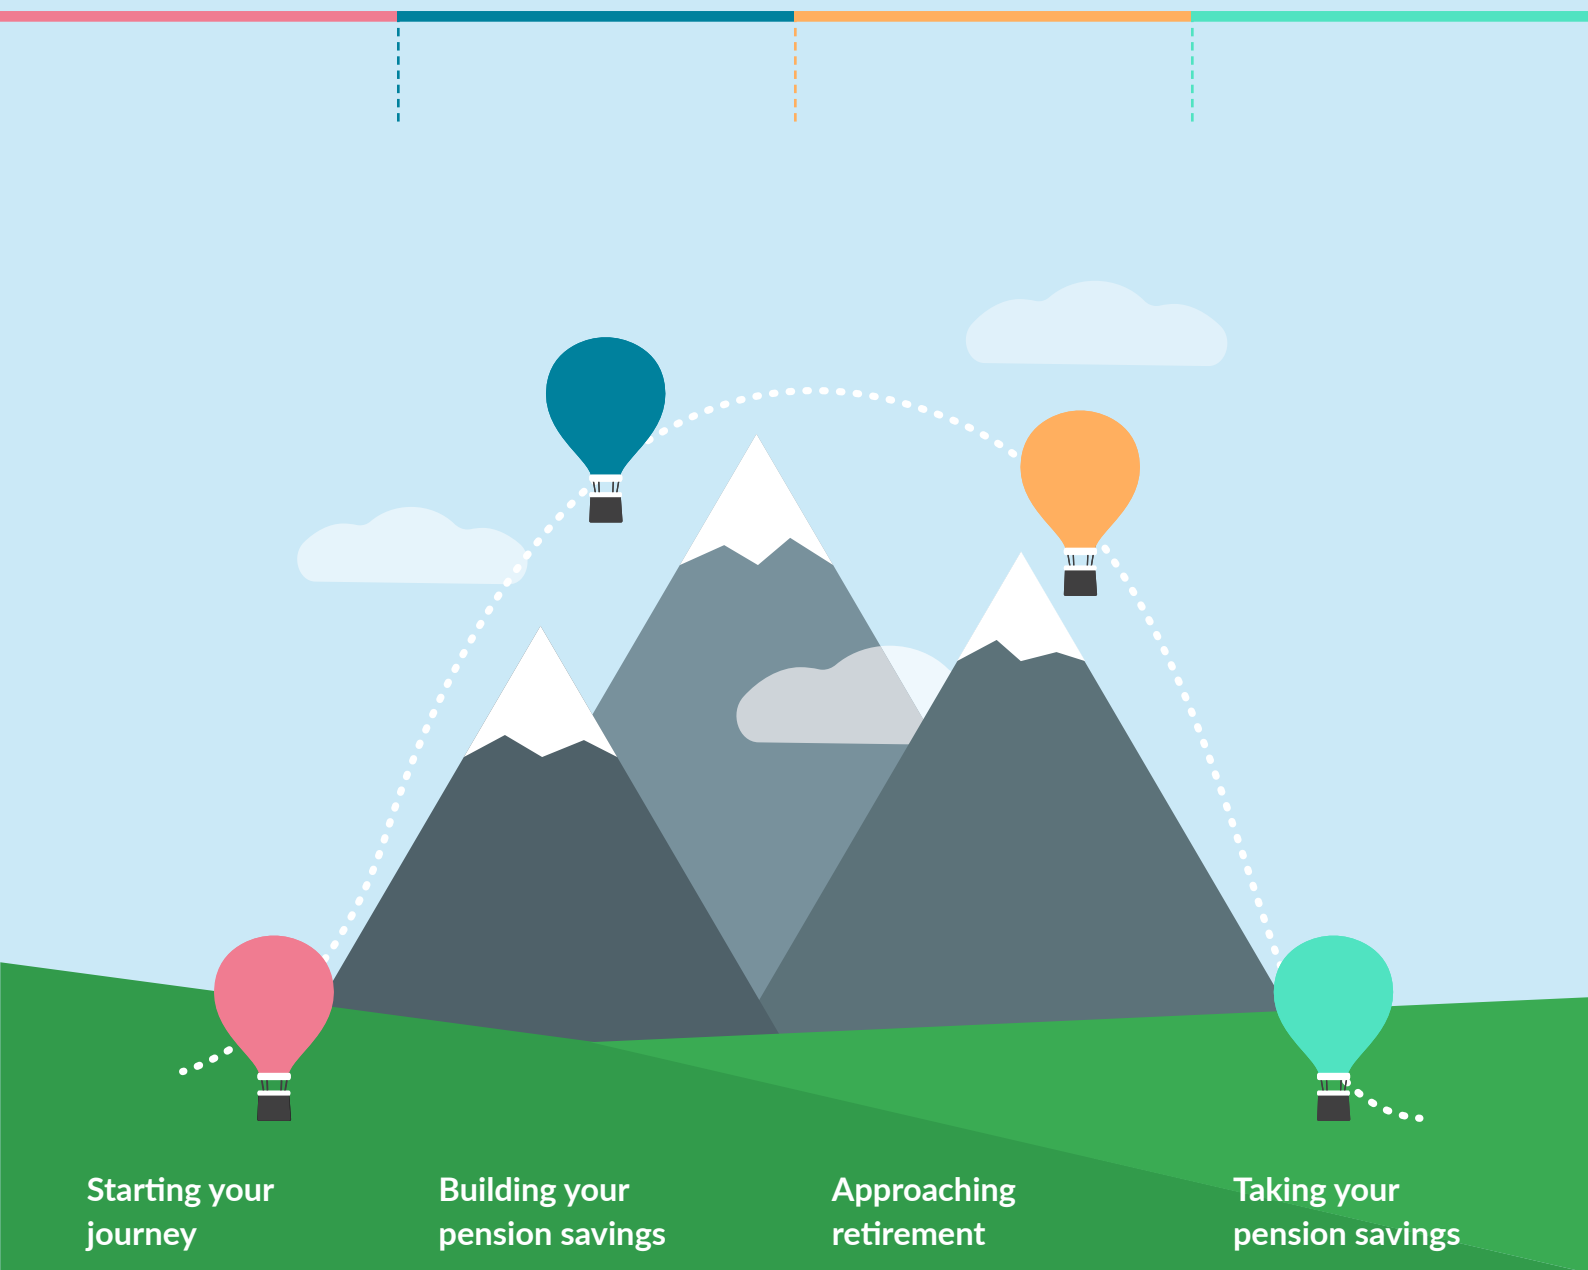 Starting your
journey
Building your
pension savings
Approaching
retirement
Taking your
pension savings